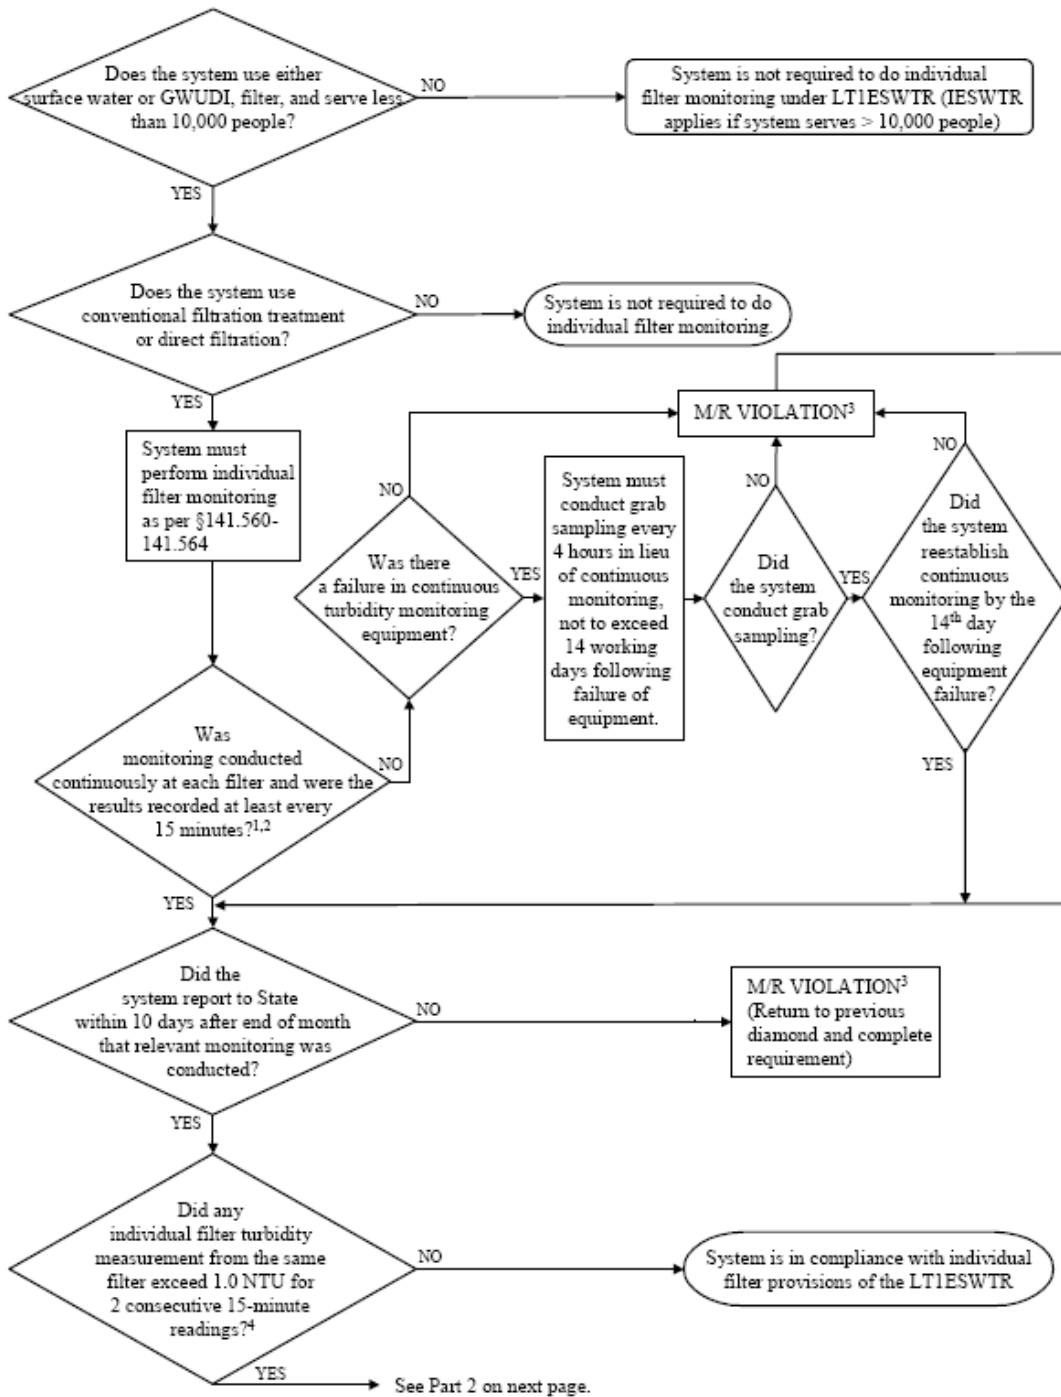 Does the system use either
surface water or GWUDI, filter, and serve less
than 10,000 people?
NO
System is not required to do individual
filter monitoring under LT1ESWTR (IESWTR
applies if system serves > 10,000 people)
YES
Does the system use
conventional filtration treatment
or direct filtration?
NO
System is not required to do
individual filter monitoring.
YES
System must
perform individual
filter monitoring
as per §141.560-
141.564
Was
monitoring conducted
continuously at each filter and were the
results recorded at least every
15 minutes?1,2
NO
Was there
a failure in continuous
turbidity monitoring
equipment?
NO
M/R VIOLATION3
YES
System must
conduct grab
sampling every
4 hours in lieu
of continuous
monitoring,
not to exceed
14 working
days following
failure of
equipment.
Did
the system
conduct grab
sampling?
NO
YES
Did
the system
reestablish
continuous
monitoring by the
14th day
following
equipment
failure?
NO
YES
YES
Did the
system report to State
within 10 days after end of month
that relevant monitoring was
conducted?
NO
M/R VIOLATION3
(Return to previous
diamond and complete
requirement)
YES
Did any
individual filter turbidity
measurement from the same
filter exceed 1.0 NTU for
2 consecutive 15-minute
readings?4
NO
System is in compliance with individual
filter provisions of the LT1ESWTR
YES
See Part 2 on next page.